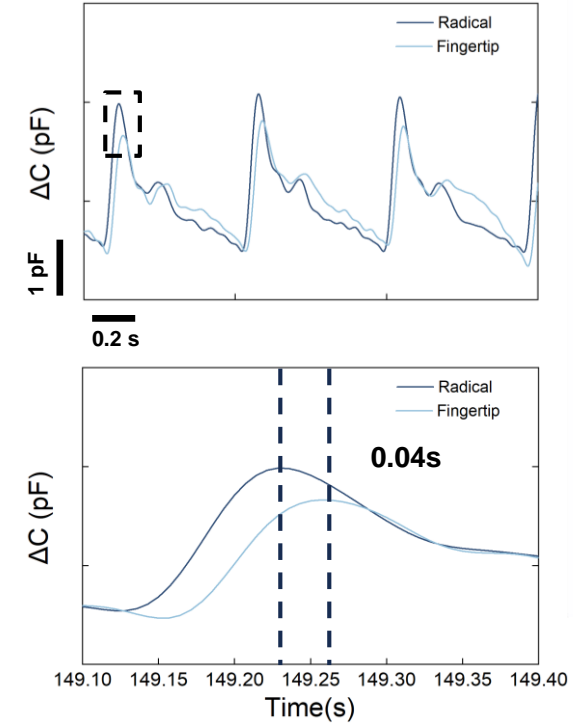 Radical
Fingertip
ΔC (pF)
1 pF
0.2 s
Radical
Fingertip
0.04s
ΔC (pF)
149.10 149.15 149.20 149.25 149.30 149.35 149.40
Time(s)